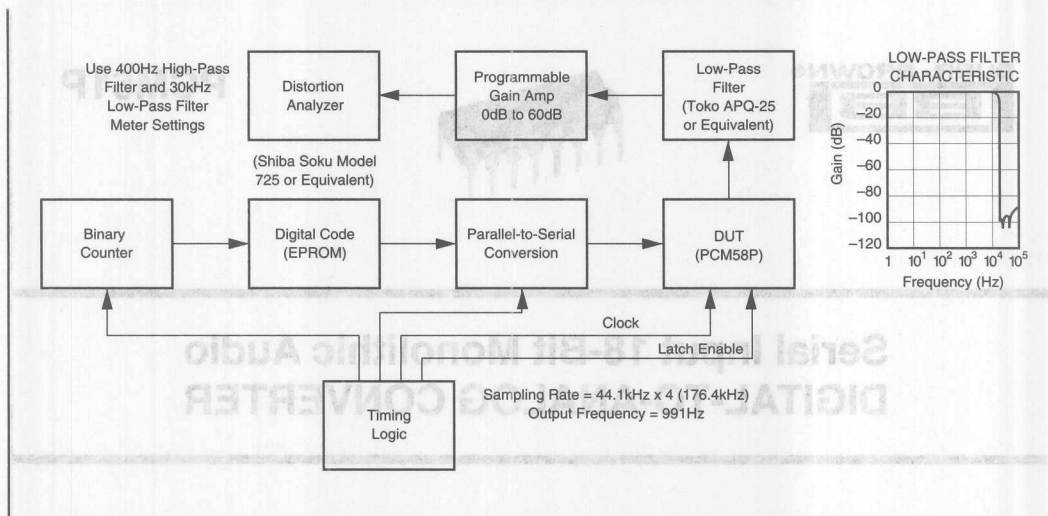 Use 400Hz High-Pass
Filter and 30kHz
Low-Pass Filter
Meter Settings
Distortion
Analyzer
(Shiba Soku Model
725 or Equivalent)
Programmable
Gain Amp
0dB to 60dB
Low-Pass
Filter
(Toko APQ-25
or Equivalent)
LOW-PASS FILTER
CHARACTERISTIC
Gain (dB)
0
–20
–40
–60
–80
–100
–120
1 10¹ 10² 10³ 10⁴ 10⁵
Frequency (Hz)
Binary
Counter
Digital Code
(EPROM)
Parallel-to-Serial
Conversion
DUT
(PCM58P)
Clock
Latch Enable
Timing
Logic
Sampling Rate = 44.1kHz x 4 (176.4kHz)
Output Frequency = 991Hz
Serial Input 18-Bit Monolithic Audio
DIGITAL-TO-ANALOG CONVERTER